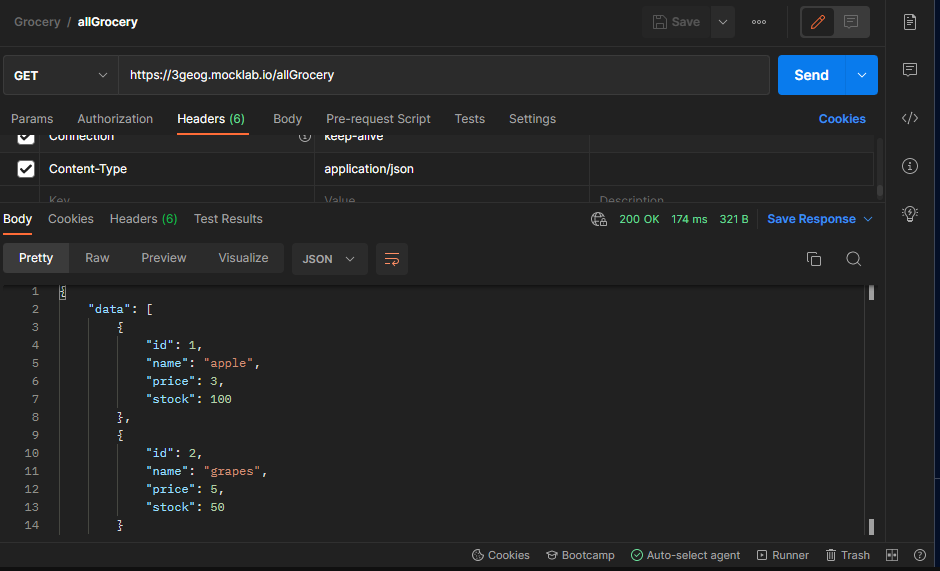 Grocery / allGrocery
Save
GET
https://3geog.mocklab.io/allGrocery
Send
Params Authorization Headers (6) Body Pre-request Script Tests Settings Cookies
Connection keep-alive
Content-Type application/json
Key Value Description
Body Cookies Headers (6) Test Results 200 OK 174 ms 321 B Save Response
Pretty Raw Preview Visualize JSON
1 {
2 "data": [
3 {
4 "id": 1,
5 "name": "apple",
6 "price": 3,
7 "stock": 100
8 },
9 {
10 "id": 2,
11 "name": "grapes",
12 "price": 5,
13 "stock": 50
14 }
Cookies Bootcamp Auto-select agent Runner Trash